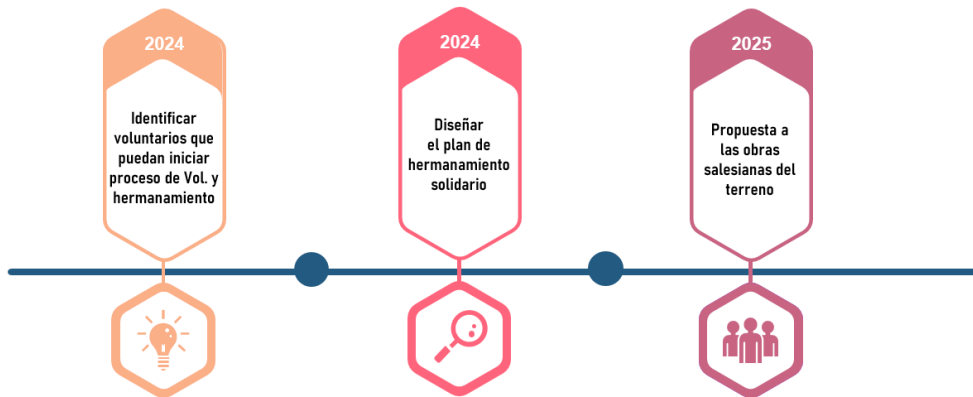 2024
Identificar
voluntarios que
puedan iniciar
proceso de Vol. y
hermanamiento
2024
Diseñar
el plan de
hermanamiento
solidario
2025
Propuesta a
las obras
salesianas del
terreno